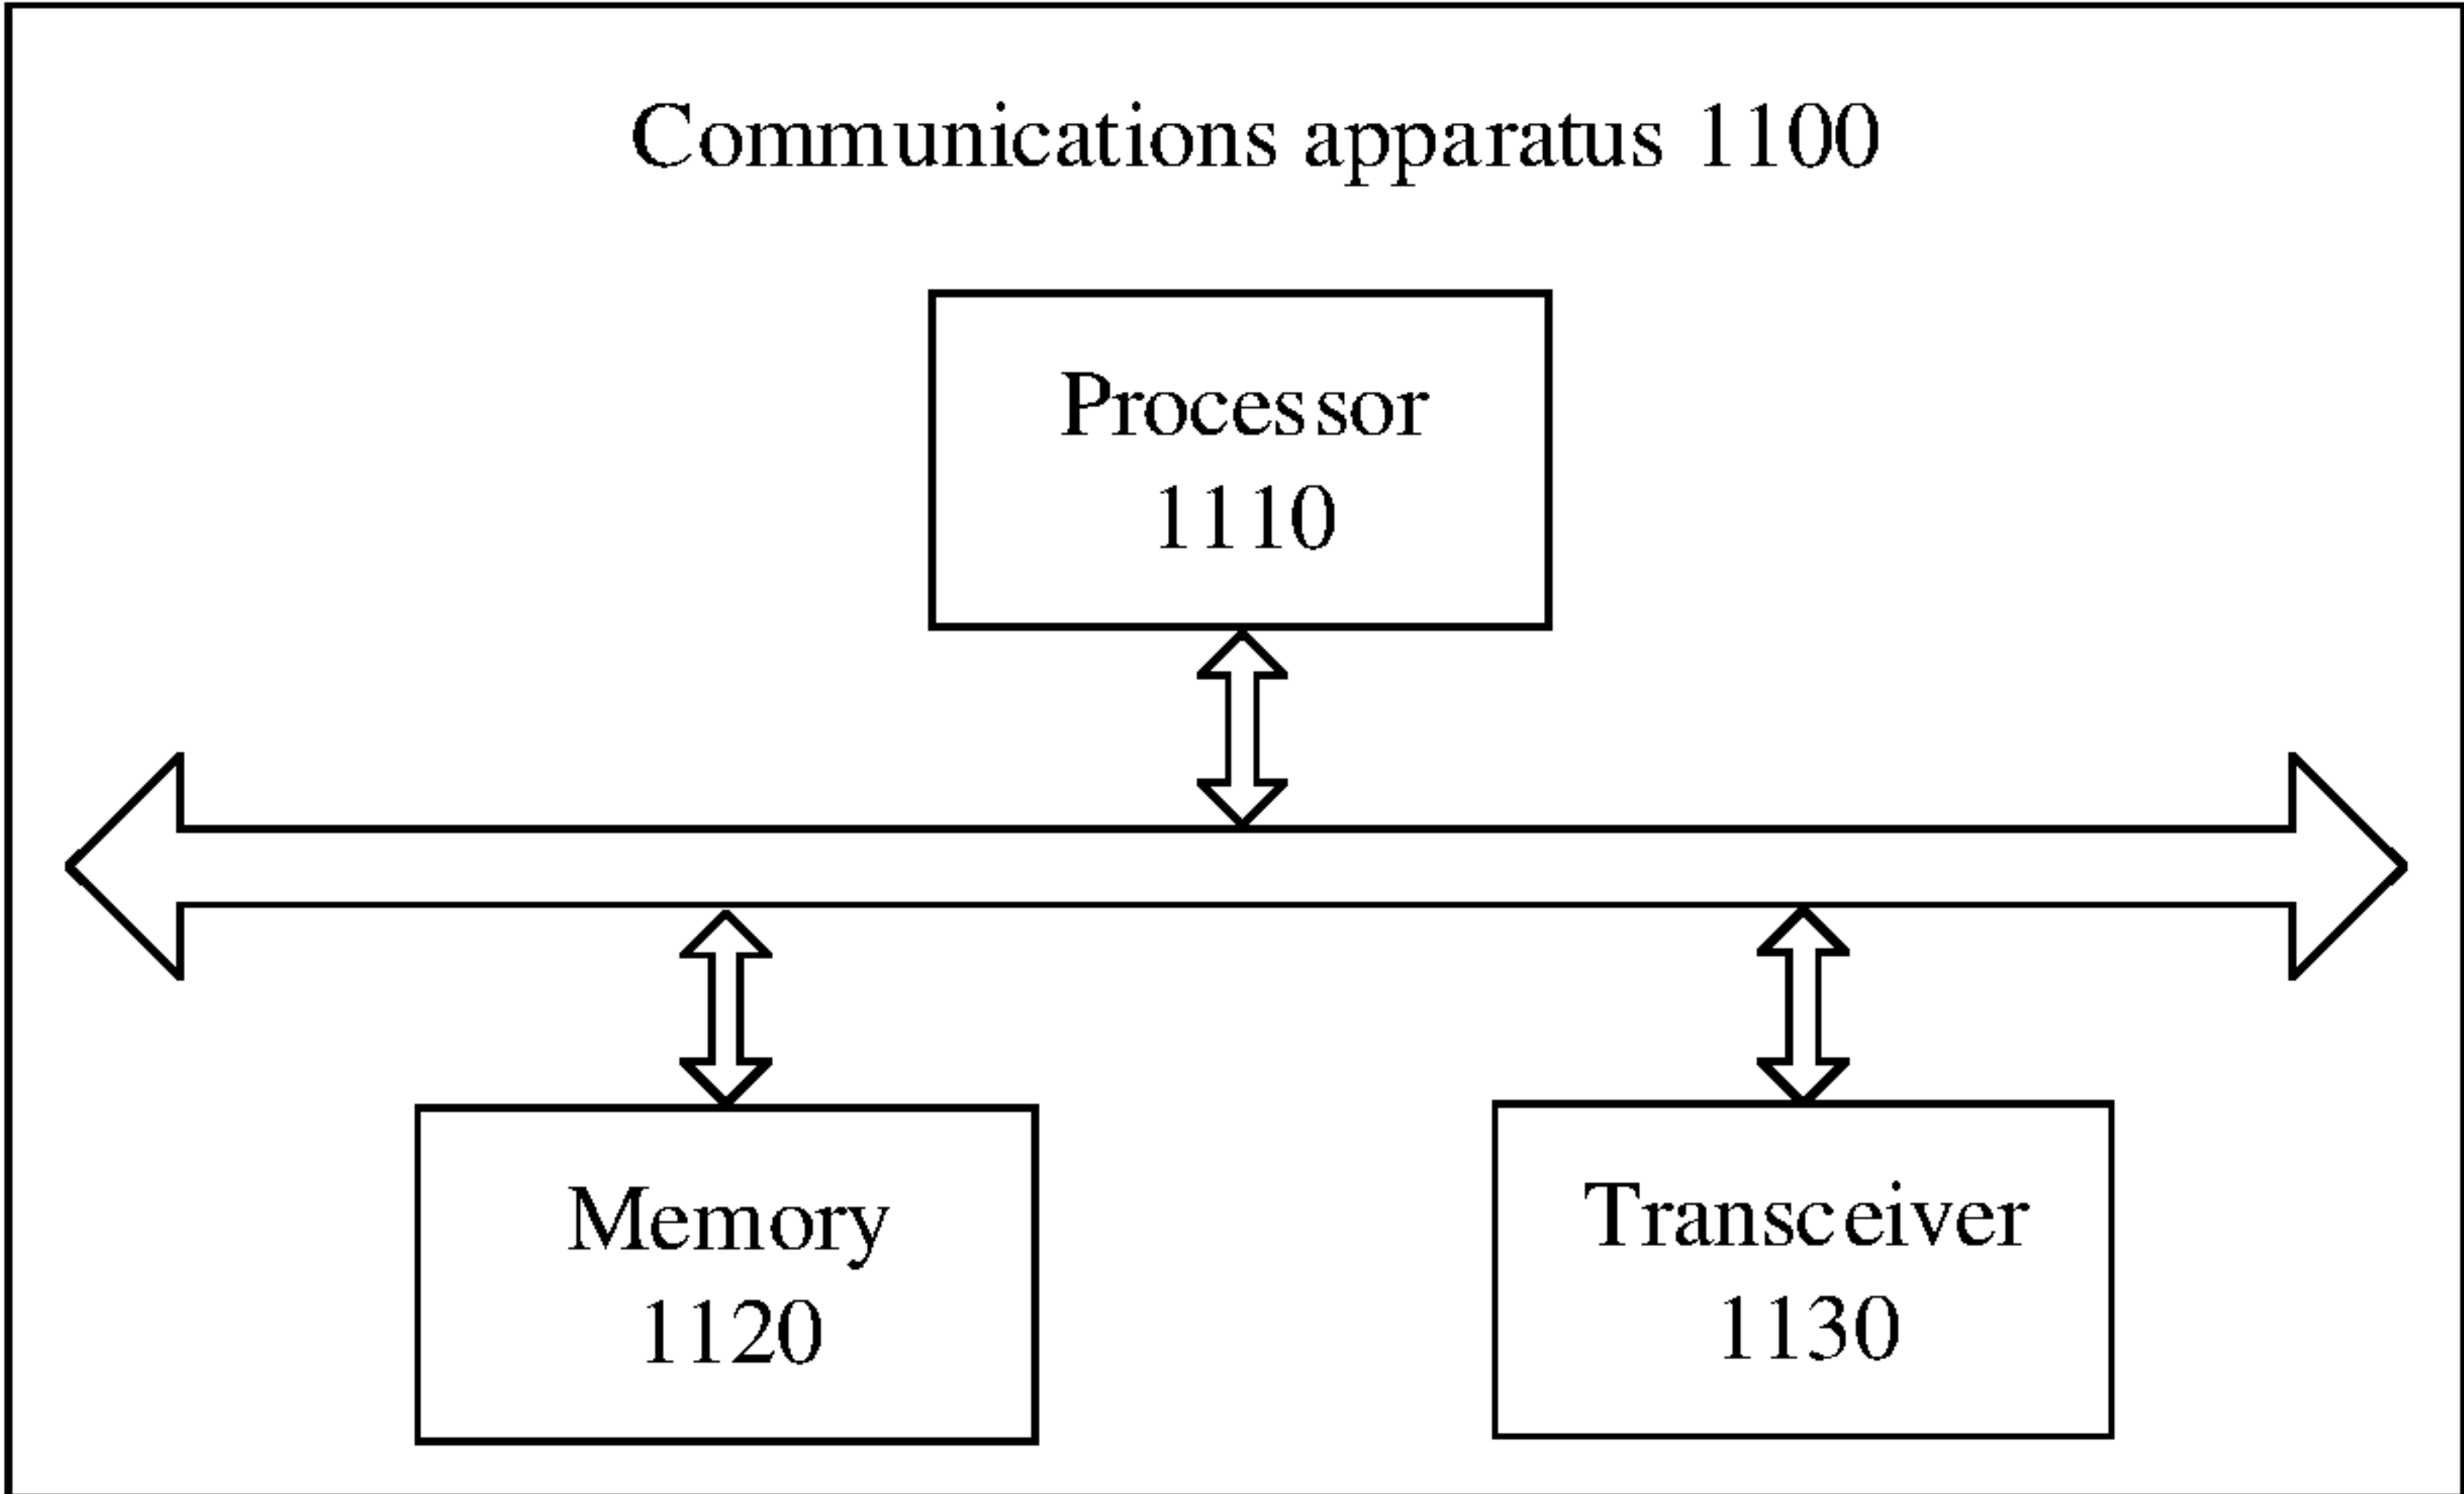 Communications apparatus 1100
Processor
1110
Memory
1120
Transceiver
1130